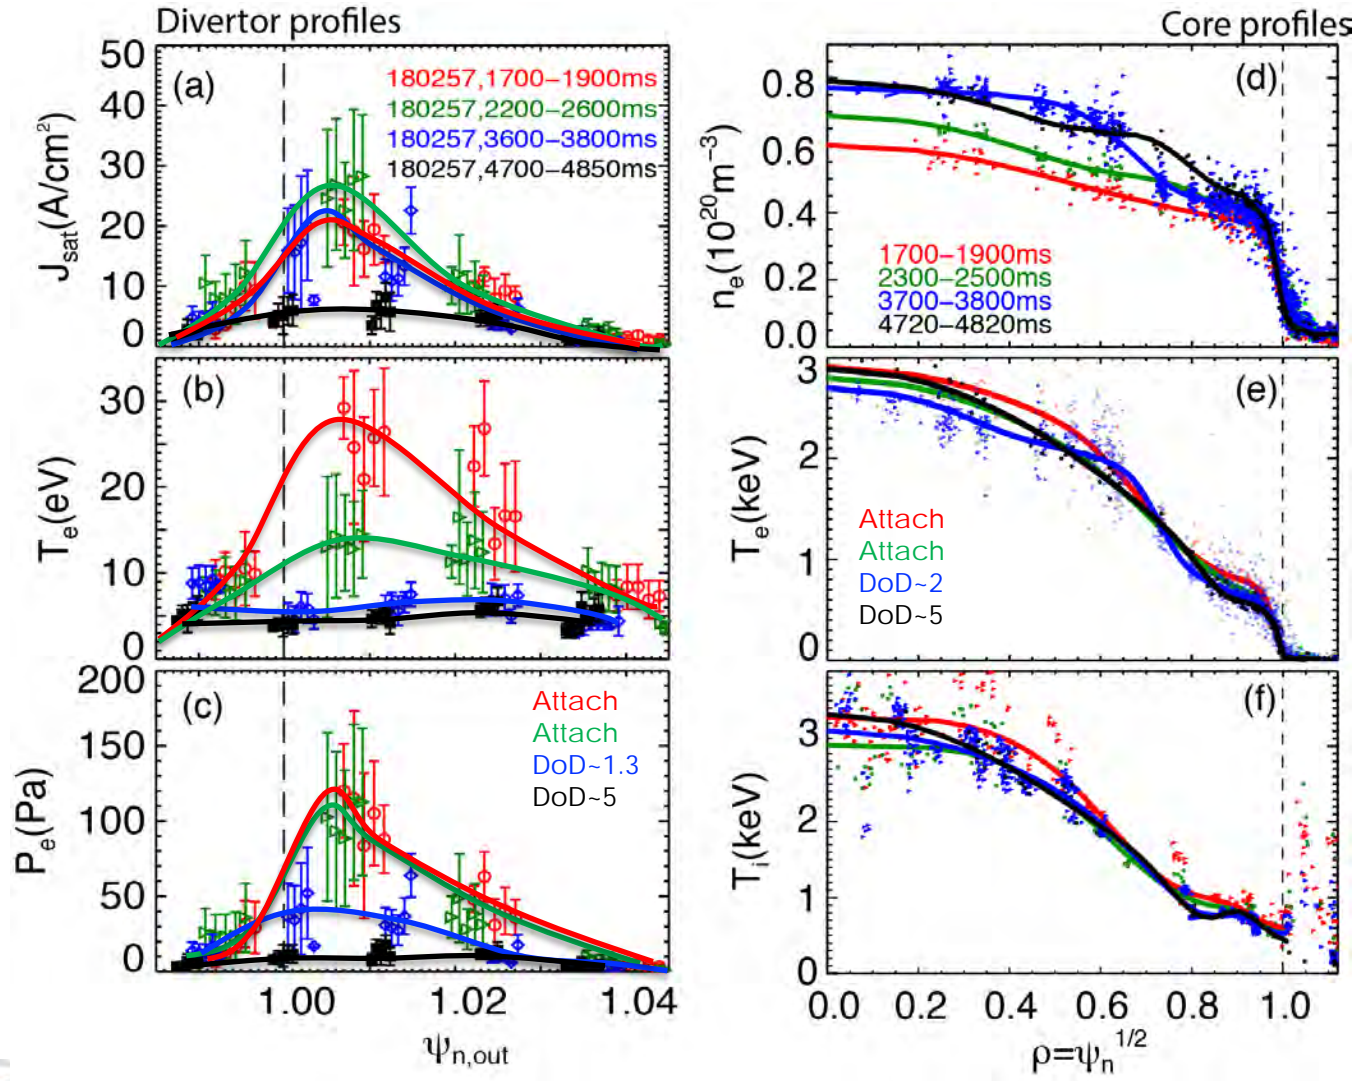 Divertor profiles
Core profiles
(a)
180257,1700−1900ms
180257,2200−2600ms
180257,3600−3800ms
180257,4700−4850ms
50
40
30
20
10
0
Jsat(A/cm²)
(b)
30
20
10
0
Te(eV)
(c)
Attach
Attach
DoD~1.3
DoD~5
200
150
100
50
0
Pe(Pa)
1.00
1.02
1.04
ψn,out
(d)
1700−1900ms
2300−2500ms
3700−3800ms
4720−4820ms
0.8
0.6
0.4
0.2
0.0
ne(10²⁰m⁻³)
(e)
Attach
Attach
DoD~2
DoD~5
3
2
1
0
Te(keV)
(f)
3
2
1
0
Ti(keV)
0.0
0.2
0.4
0.6
0.8
1.0
ρ=ψn¹/²